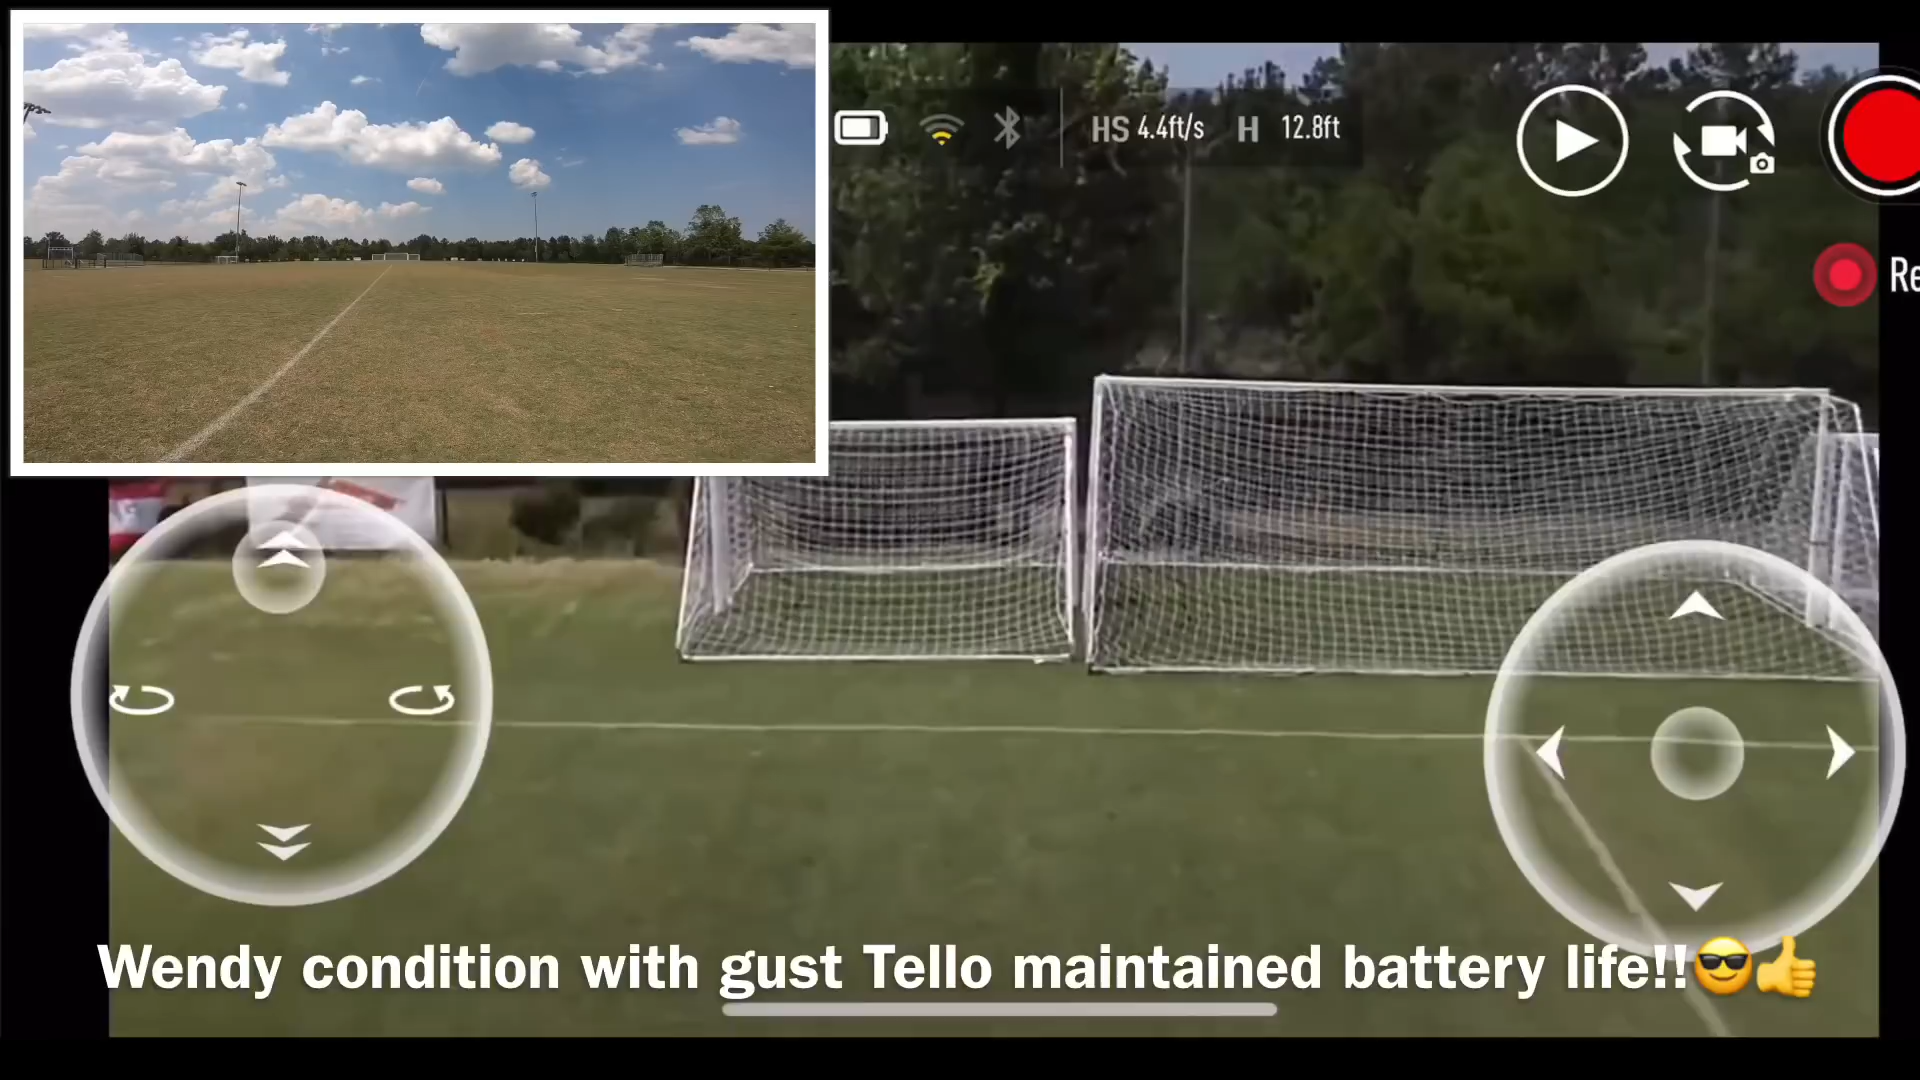 HS 4.4ft/s H 12.8ft
Re
Wendy condition with gust Tello maintained battery life!!😎👍